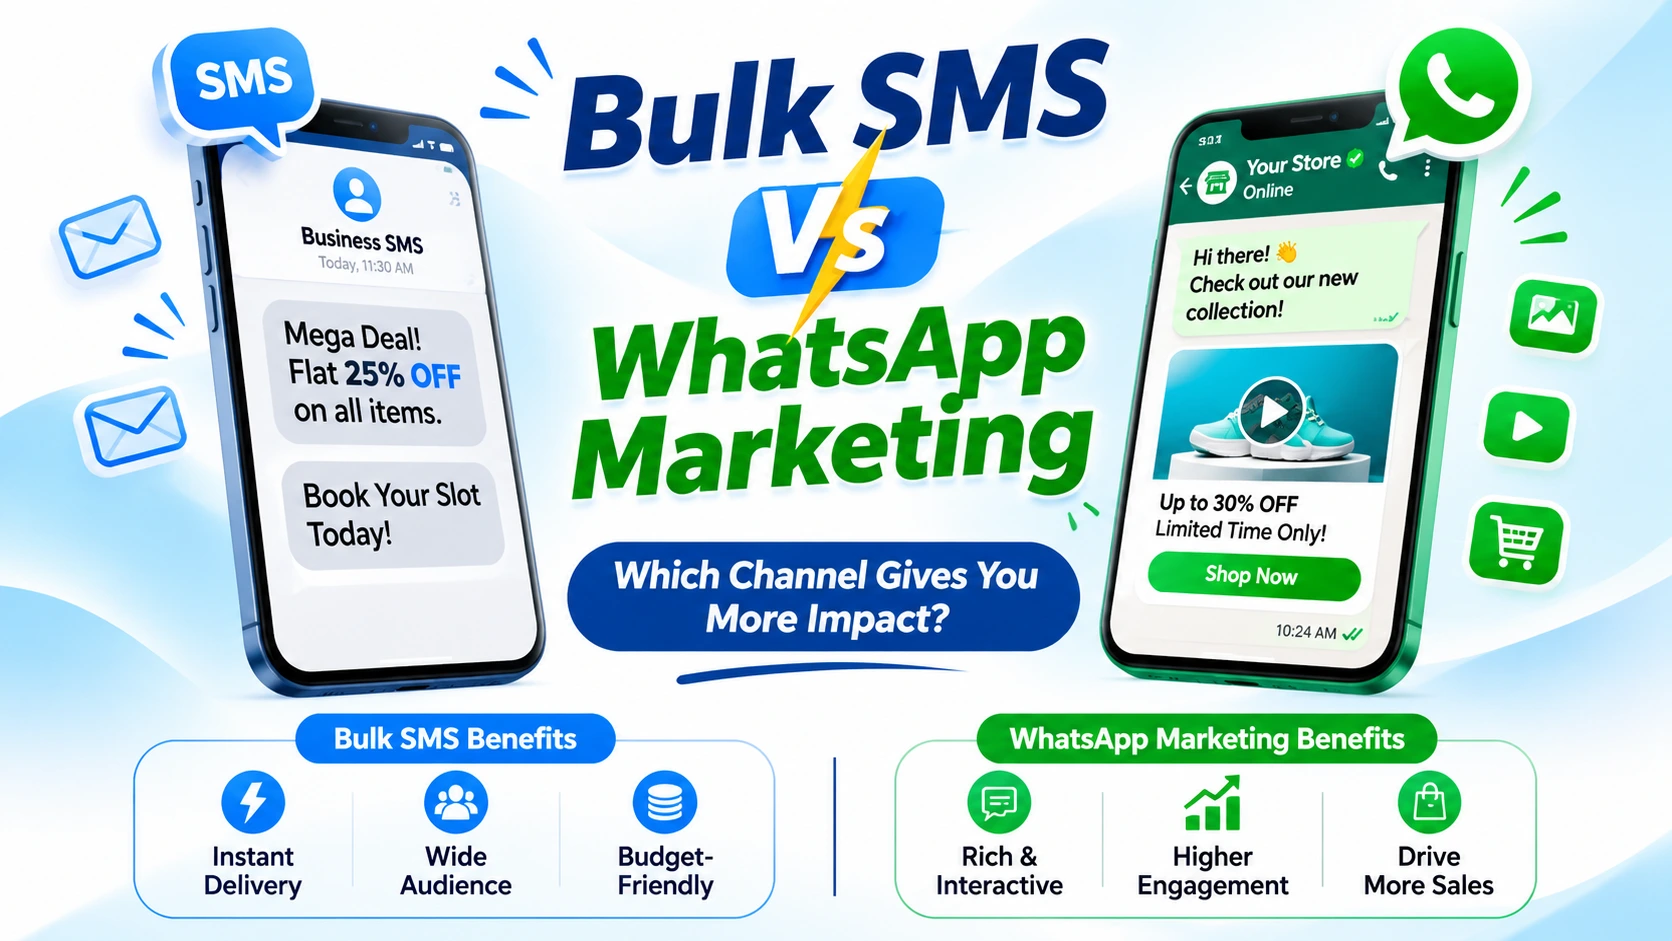 SMS
Bulk SMS
Vs
WhatsApp
Marketing
Which Channel Gives You
More Impact?
Business SMS
Today, 11:30 AM
Mega Deal!
Flat 25% OFF
on all items.
Book Your Slot
Today!
Your Store
Online
Hi there! 👋
Check out our new
collection!
Up to 30% OFF
Limited Time Only!
Shop Now
10:24 AM
Bulk SMS Benefits
Instant
Delivery
Wide
Audience
Budget-
Friendly
WhatsApp Marketing Benefits
Rich &
Interactive
Higher
Engagement
Drive
More Sales